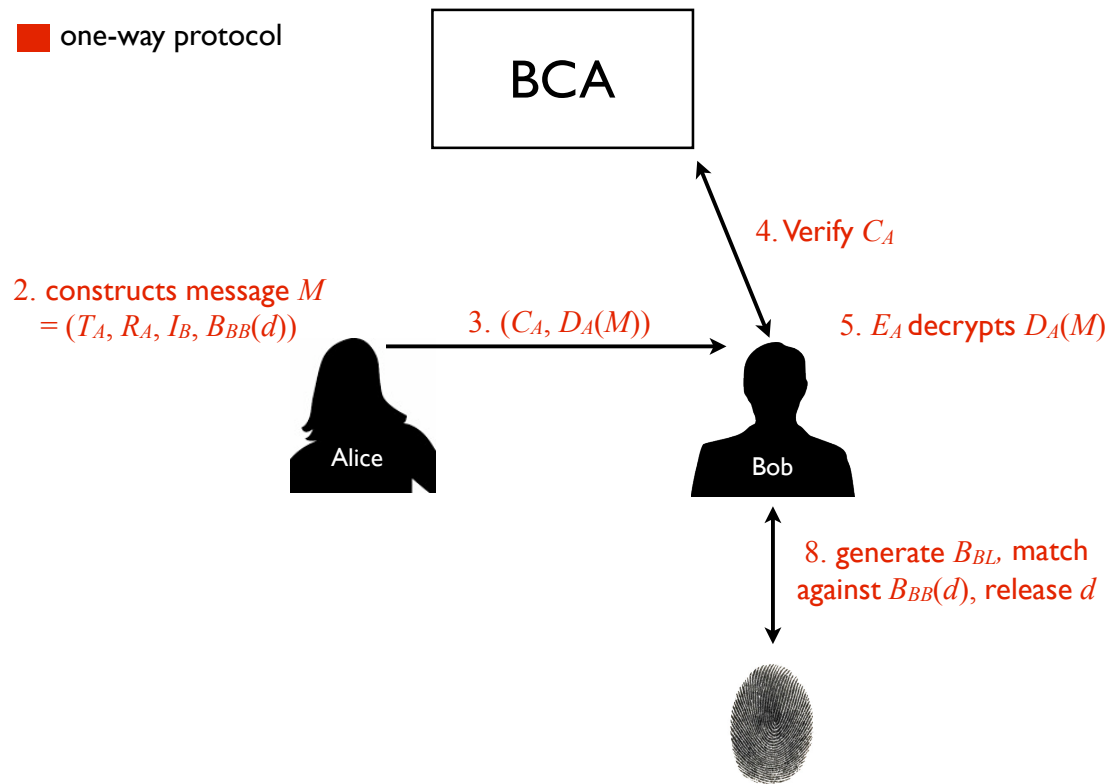 one-way protocol
BCA
4. Verify C_A
2. constructs message M
= (T_A, R_A, I_B, B_BB(d))
3. (C_A, D_A(M))
5. E_A decrypts D_A(M)
Alice
Bob
8. generate B_BL, match
against B_BB(d), release d